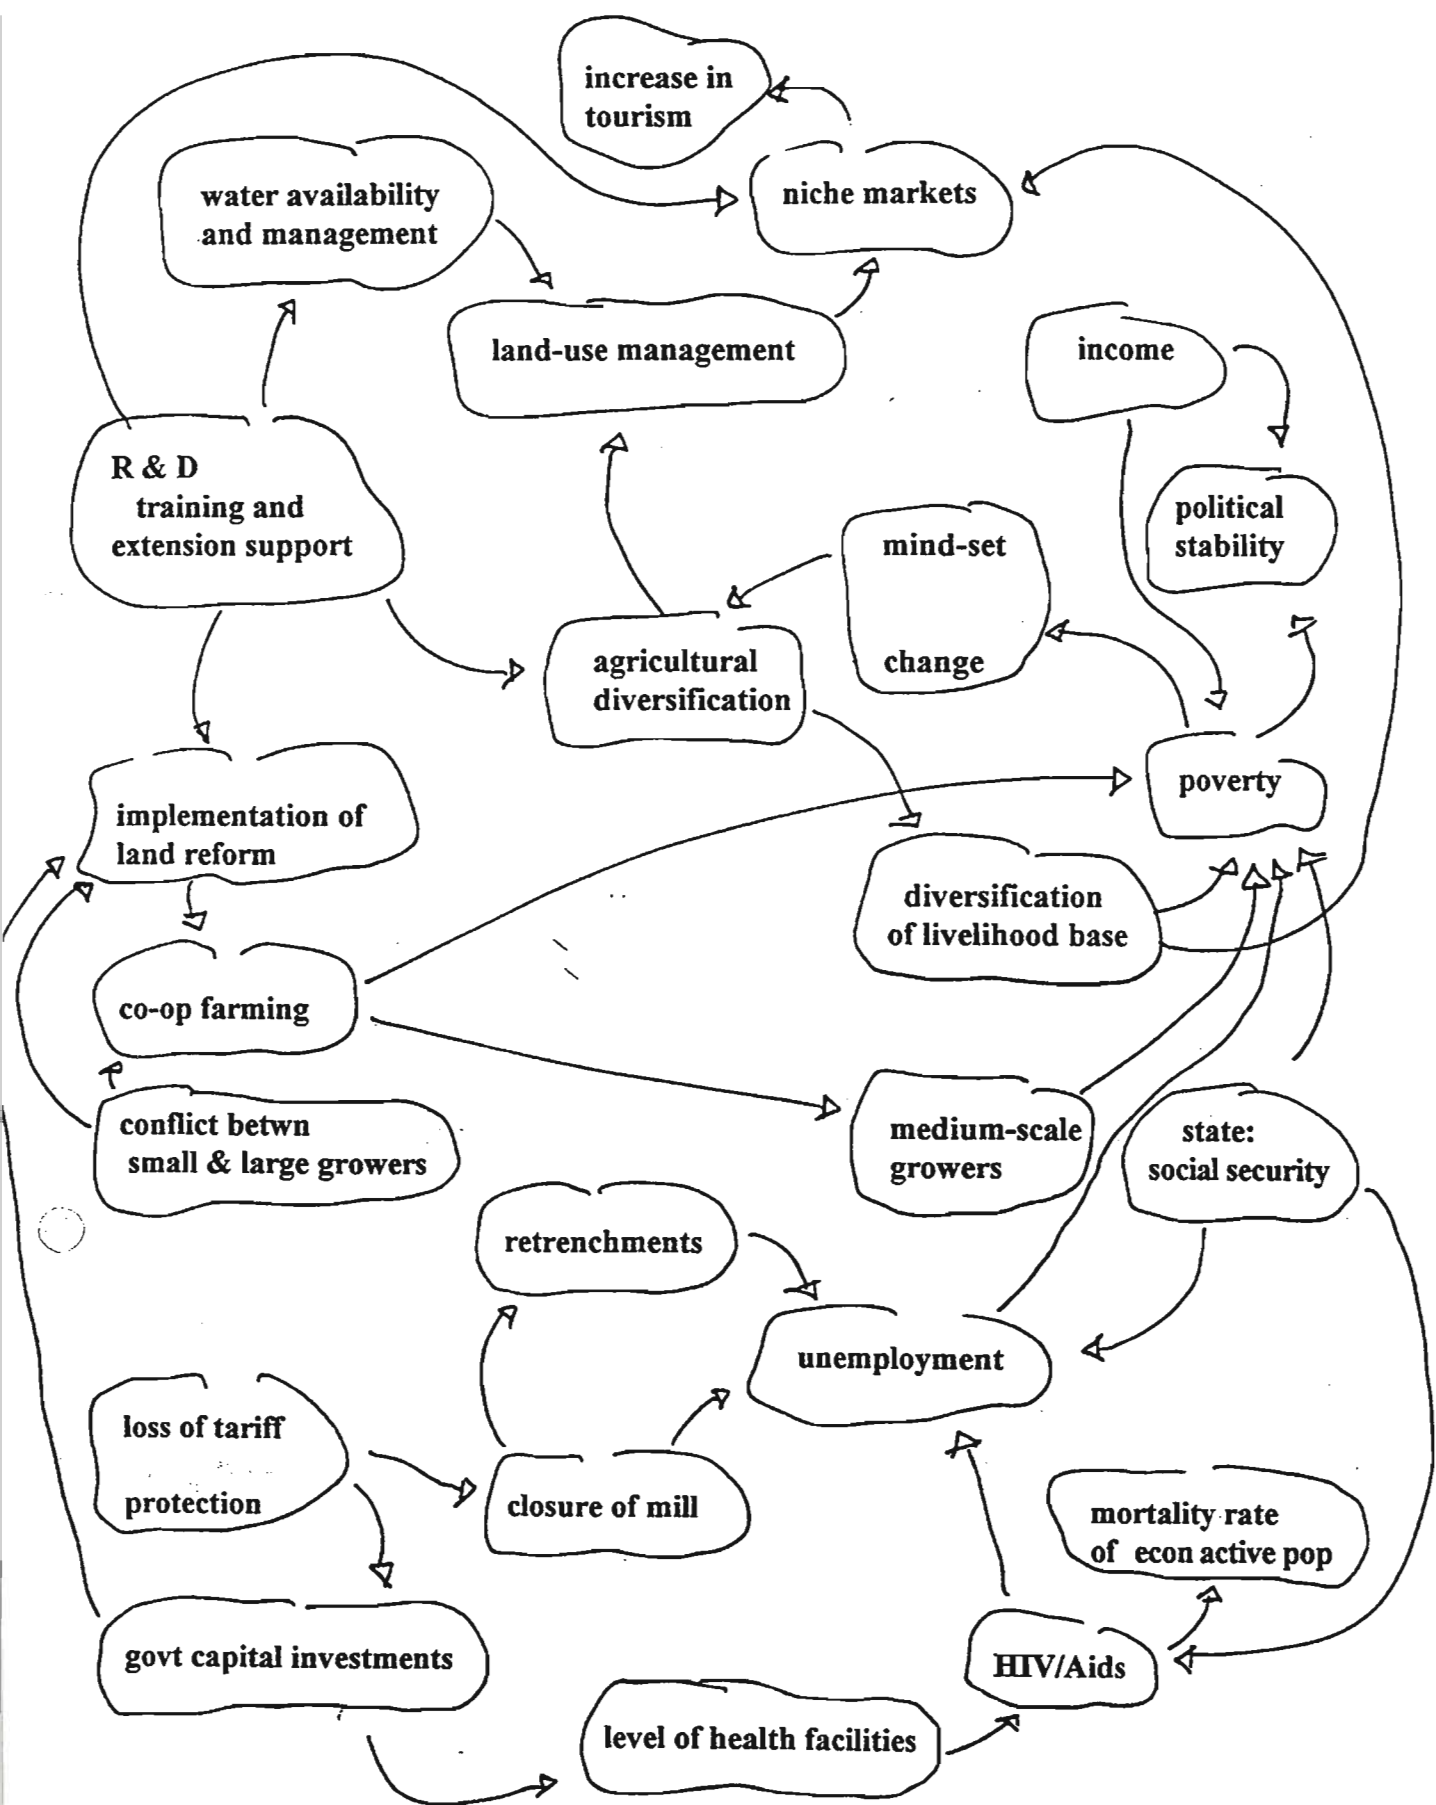 increase in
tourism
water availability
and management
niche markets
land-use management
income
R & D
training and
extension support
political
stability
mind-set
change
agricultural
diversification
poverty
implementation of
land reform
diversification
of livelihood base
co-op farming
conflict betwn
small & large growers
medium-scale
growers
state:
social security
retrenchments
unemployment
loss of tariff
protection
closure of mill
mortality rate
of econ active pop
govt capital investments
HIV/Aids
level of health facilities